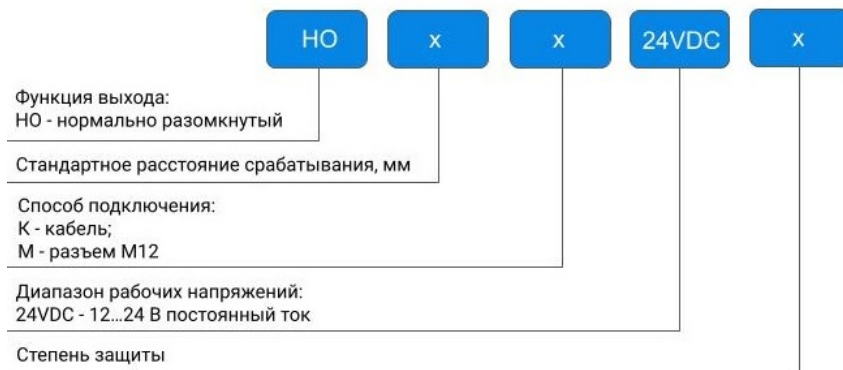 НО х х 24VDC х
Функция выхода:
НО - нормально разомкнутый
Стандартное расстояние срабатывания, мм
Способ подключения:
К - кабель;
М - разъем М12
Диапазон рабочих напряжений:
24VDC - 12...24 В постоянный ток
Степень защиты